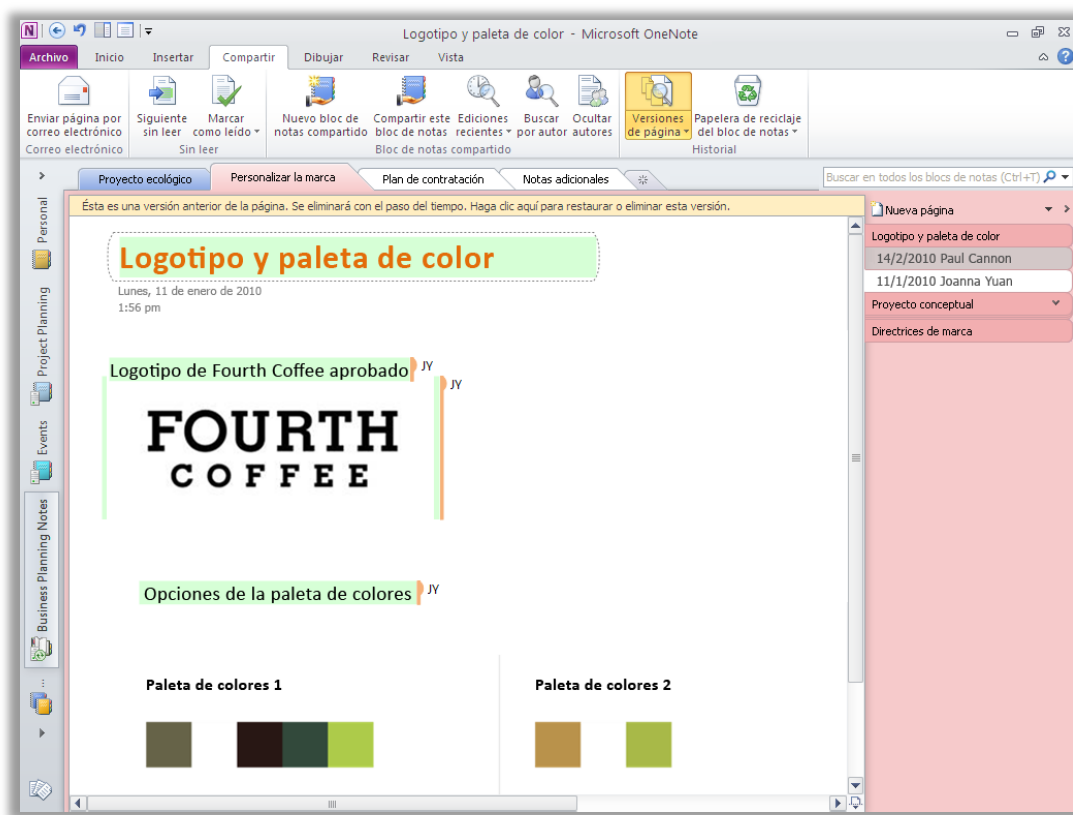 Logotipo y paleta de color - Microsoft OneNote
Archivo Inicio Insertar Compartir Dibujar Revisar Vista
Enviar página por correo electrónico
Siguiente sin leer
Marcar como leído
Nuevo bloc de notas compartido
Compartir este bloc de notas
Ediciones recientes
Buscar por autor
Ocultar autores
Versiones de página
Papelera de reciclaje del bloc de notas
Correo electrónico
Sin leer
Bloc de notas compartido
Historial
Proyecto ecológico
Personalizar la marca
Plan de contratación
Notas adicionales
Buscar en todos los blocs de notas (Ctrl+T)
Personal
Project Planning
Events
Business Planning Notes
Ésta es una versión anterior de la página. Se eliminará con el paso del tiempo. Haga clic aquí para restaurar o eliminar esta versión.
Logotipo y paleta de color
Lunes, 11 de enero de 2010
1:56 pm
Logotipo de Fourth Coffee aprobado JY
JY
FOURTH
COFFEE
Opciones de la paleta de colores JY
Paleta de colores 1
Paleta de colores 2
Nueva página
Logotipo y paleta de color
14/2/2010 Paul Cannon
11/1/2010 Joanna Yuan
Proyecto conceptual
Directrices de marca